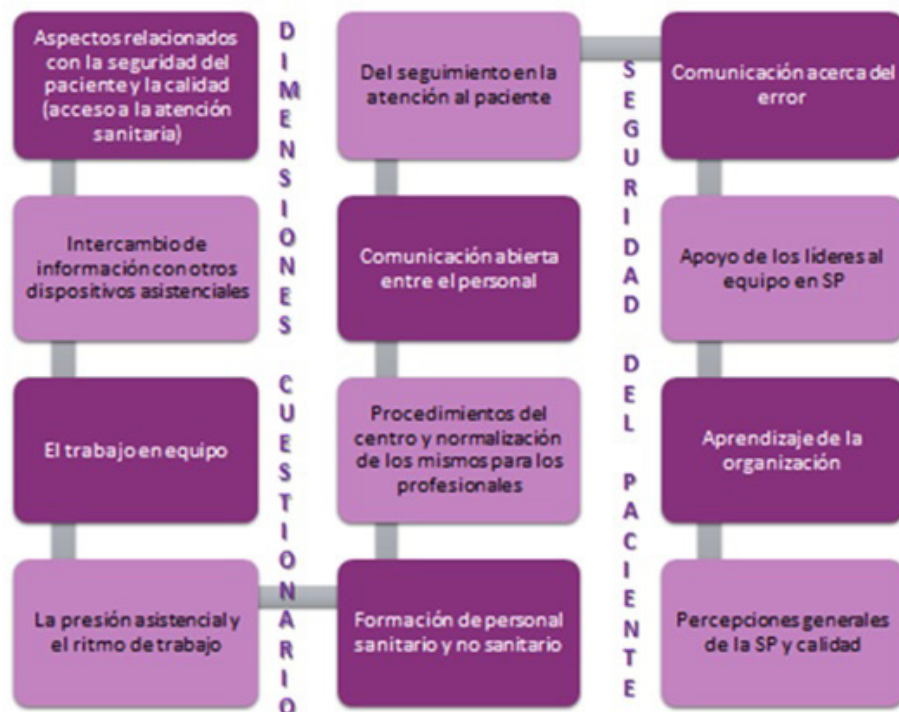 Aspectos relacionados
con la seguridad del
paciente y la calidad
(acceso a la atención
sanitaria)
Intercambio de
información con otros
dispositivos asistenciales
El trabajo en equipo
La presión asistencial y
el ritmo de trabajo
DIMENSIONES CUESTIONARIO
Formación de personal
sanitario y no sanitario
Procedimientos del
centro y normalización
de los mismos para los
profesionales
Comunicación abierta
entre el personal
Del seguimiento en la
atención al paciente
SEGURIDAD DEL PACIENTE
Comunicación acerca del
error
Apoyo de los líderes al
equipo en SP
Aprendizaje de la
organización
Percepciones generales
de la SP y calidad